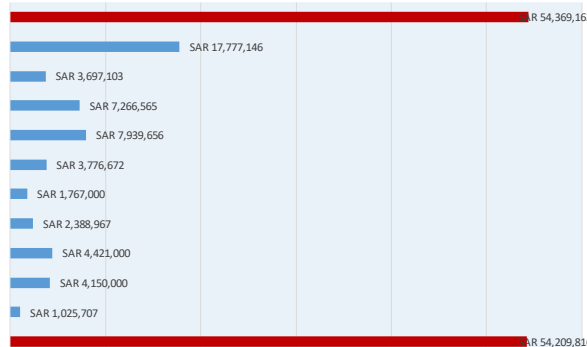 SAR 54,369,16
SAR 17,777,146
SAR 3,697,103
SAR 7,266,565
SAR 7,939,656
SAR 3,776,672
SAR 1,767,000
SAR 2,388,967
SAR 4,421,000
SAR 4,150,000
SAR 1,025,707
SAR 54,209,81